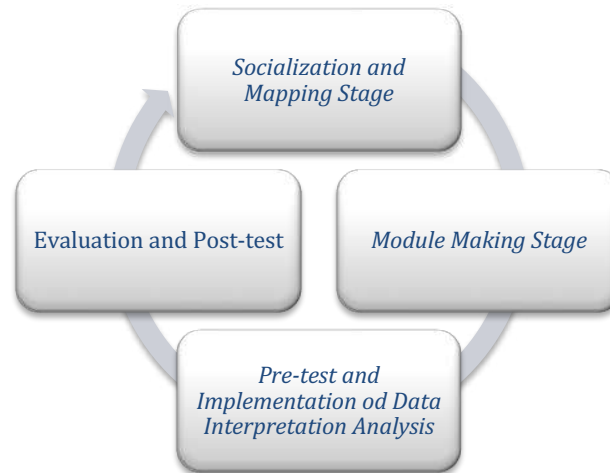 Socialization and
Mapping Stage
Module Making Stage
Pre-test and
Implementation od Data
Interpretation Analysis
Evaluation and Post-test